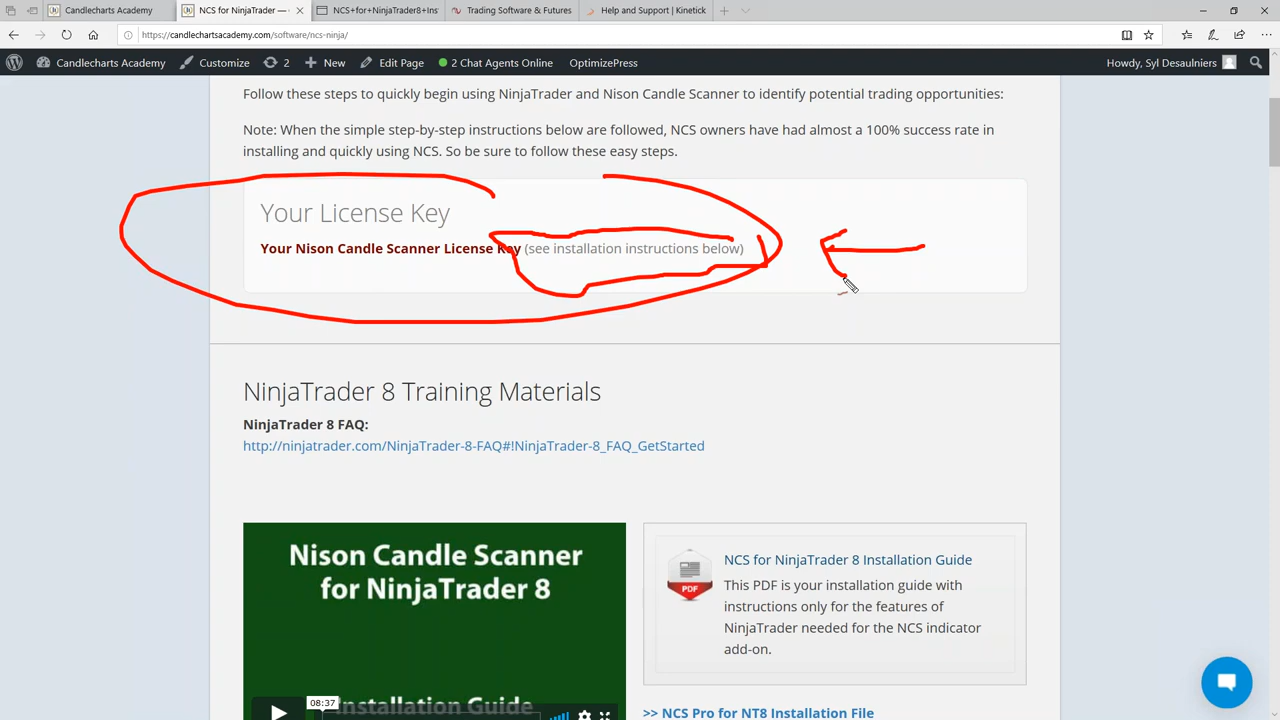 Candlecharts Academy
NCS for NinjaTrader —
NCS+for+NinjaTrader8+Ins
Trading Software & Futures
Help and Support | Kinetick
https://candlechartsacademy.com/software/ncs-ninja/
Candlecharts Academy
Customize
2
New
Edit Page
2 Chat Agents Online
OptimizePress
Howdy, Syl Desaulniers
Follow these steps to quickly begin using NinjaTrader and Nison Candle Scanner to identify potential trading opportunities:
Note: When the simple step-by-step instructions below are followed, NCS owners have had almost a 100% success rate in
installing and quickly using NCS. So be sure to follow these easy steps.
Your License Key
Your Nison Candle Scanner License Key (see installation instructions below)
NinjaTrader 8 Training Materials
NinjaTrader 8 FAQ:
http://ninjatrader.com/NinjaTrader-8-FAQ#!NinjaTrader-8_FAQ_GetStarted
Nison Candle Scanner
for NinjaTrader 8
Installation Guide
08:37
PDF
NCS for NinjaTrader 8 Installation Guide
This PDF is your installation guide with
instructions only for the features of
NinjaTrader needed for the NCS indicator
add-on.
>> NCS Pro for NT8 Installation File